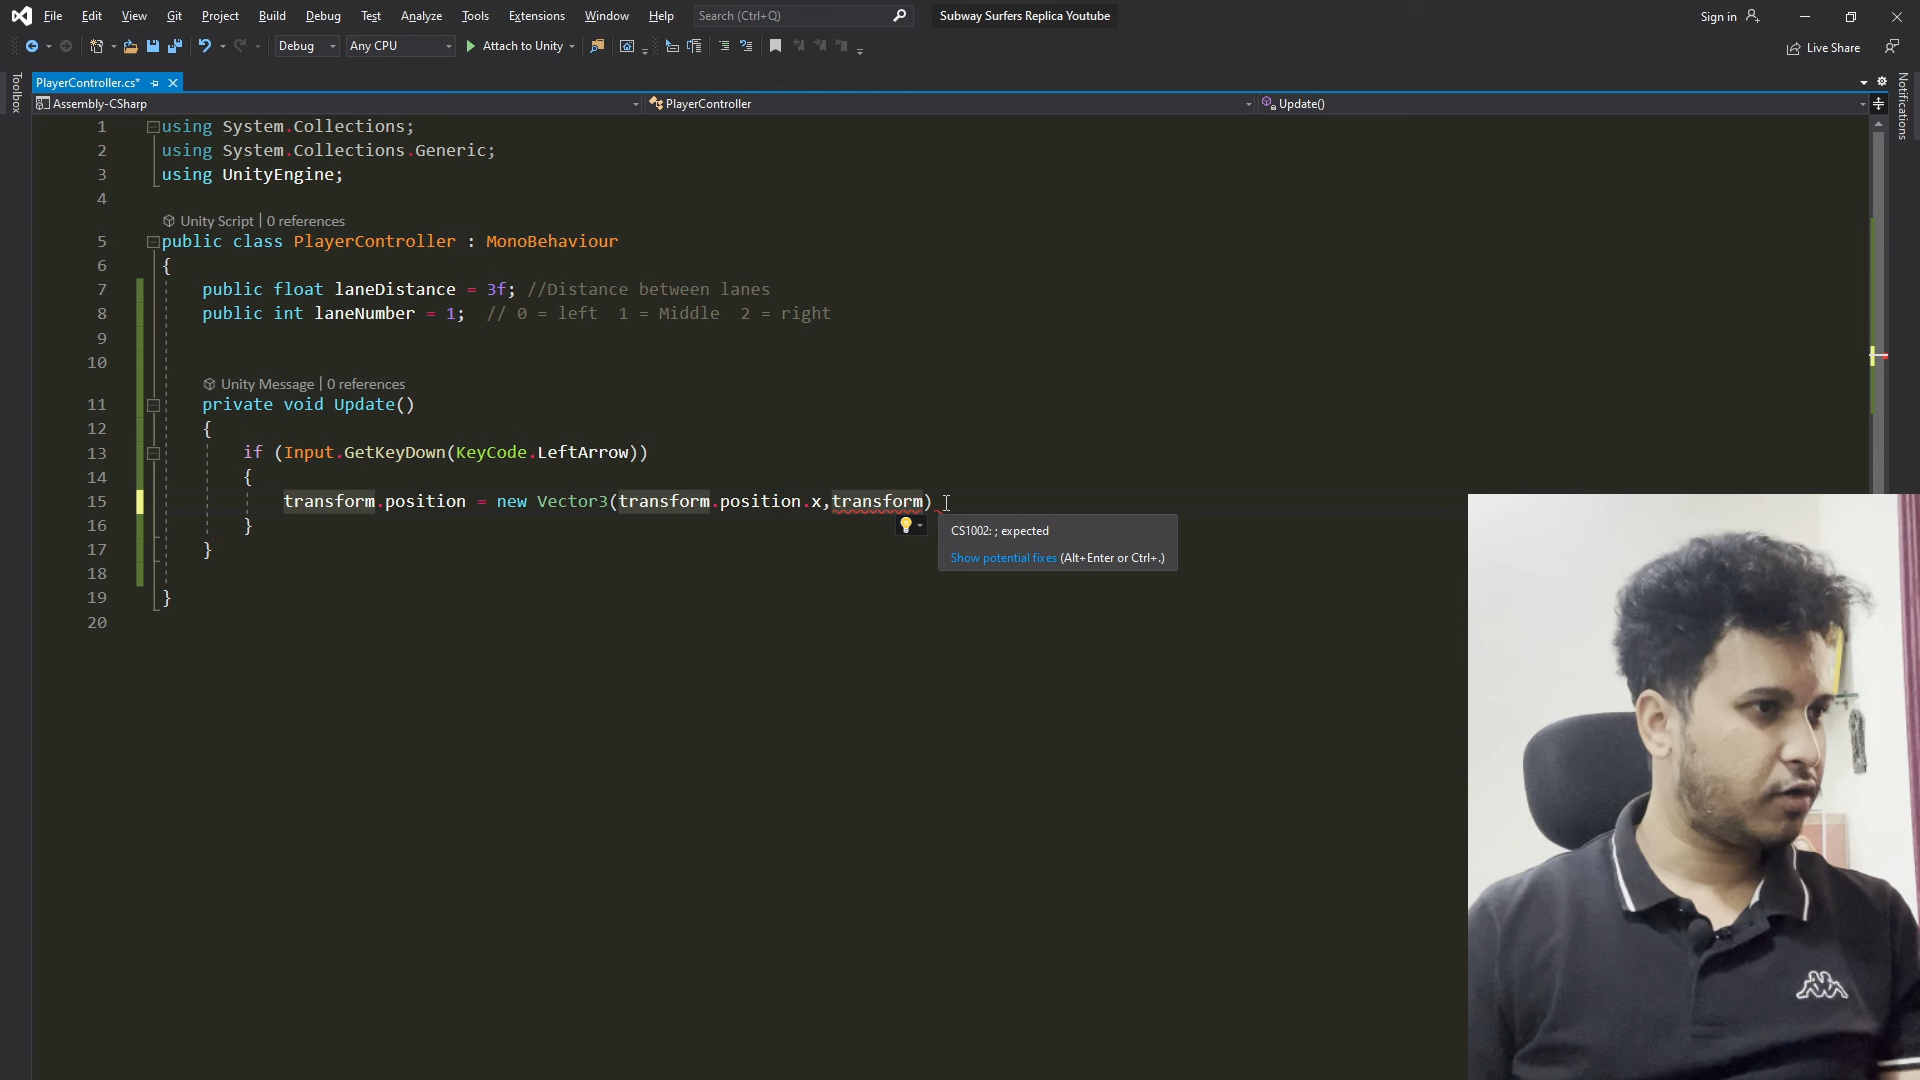 File Edit View Git Project Build Debug Test Analyze Tools Extensions Window Help Search (Ctrl+Q) Subway Surfers Replica Youtube Sign in
Debug Any CPU Attach to Unity Live Share
Toolbox
PlayerController.cs*
Notifications
Assembly-CSharp PlayerController Update()
1 using System.Collections;
2 using System.Collections.Generic;
3 using UnityEngine;
4
Unity Script | 0 references
5 public class PlayerController : MonoBehaviour
6 {
7 public float laneDistance = 3f; //Distance between lanes
8 public int laneNumber = 1; // 0 = left 1 = Middle 2 = right
9
10
Unity Message | 0 references
11 private void Update()
12 {
13 if (Input.GetKeyDown(KeyCode.LeftArrow))
14 {
15 transform.position = new Vector3(transform.position.x,transform)
16 }
CS1002: ; expected
17 }
Show potential fixes (Alt+Enter or Ctrl+.)
18
19 }
20
Kappa